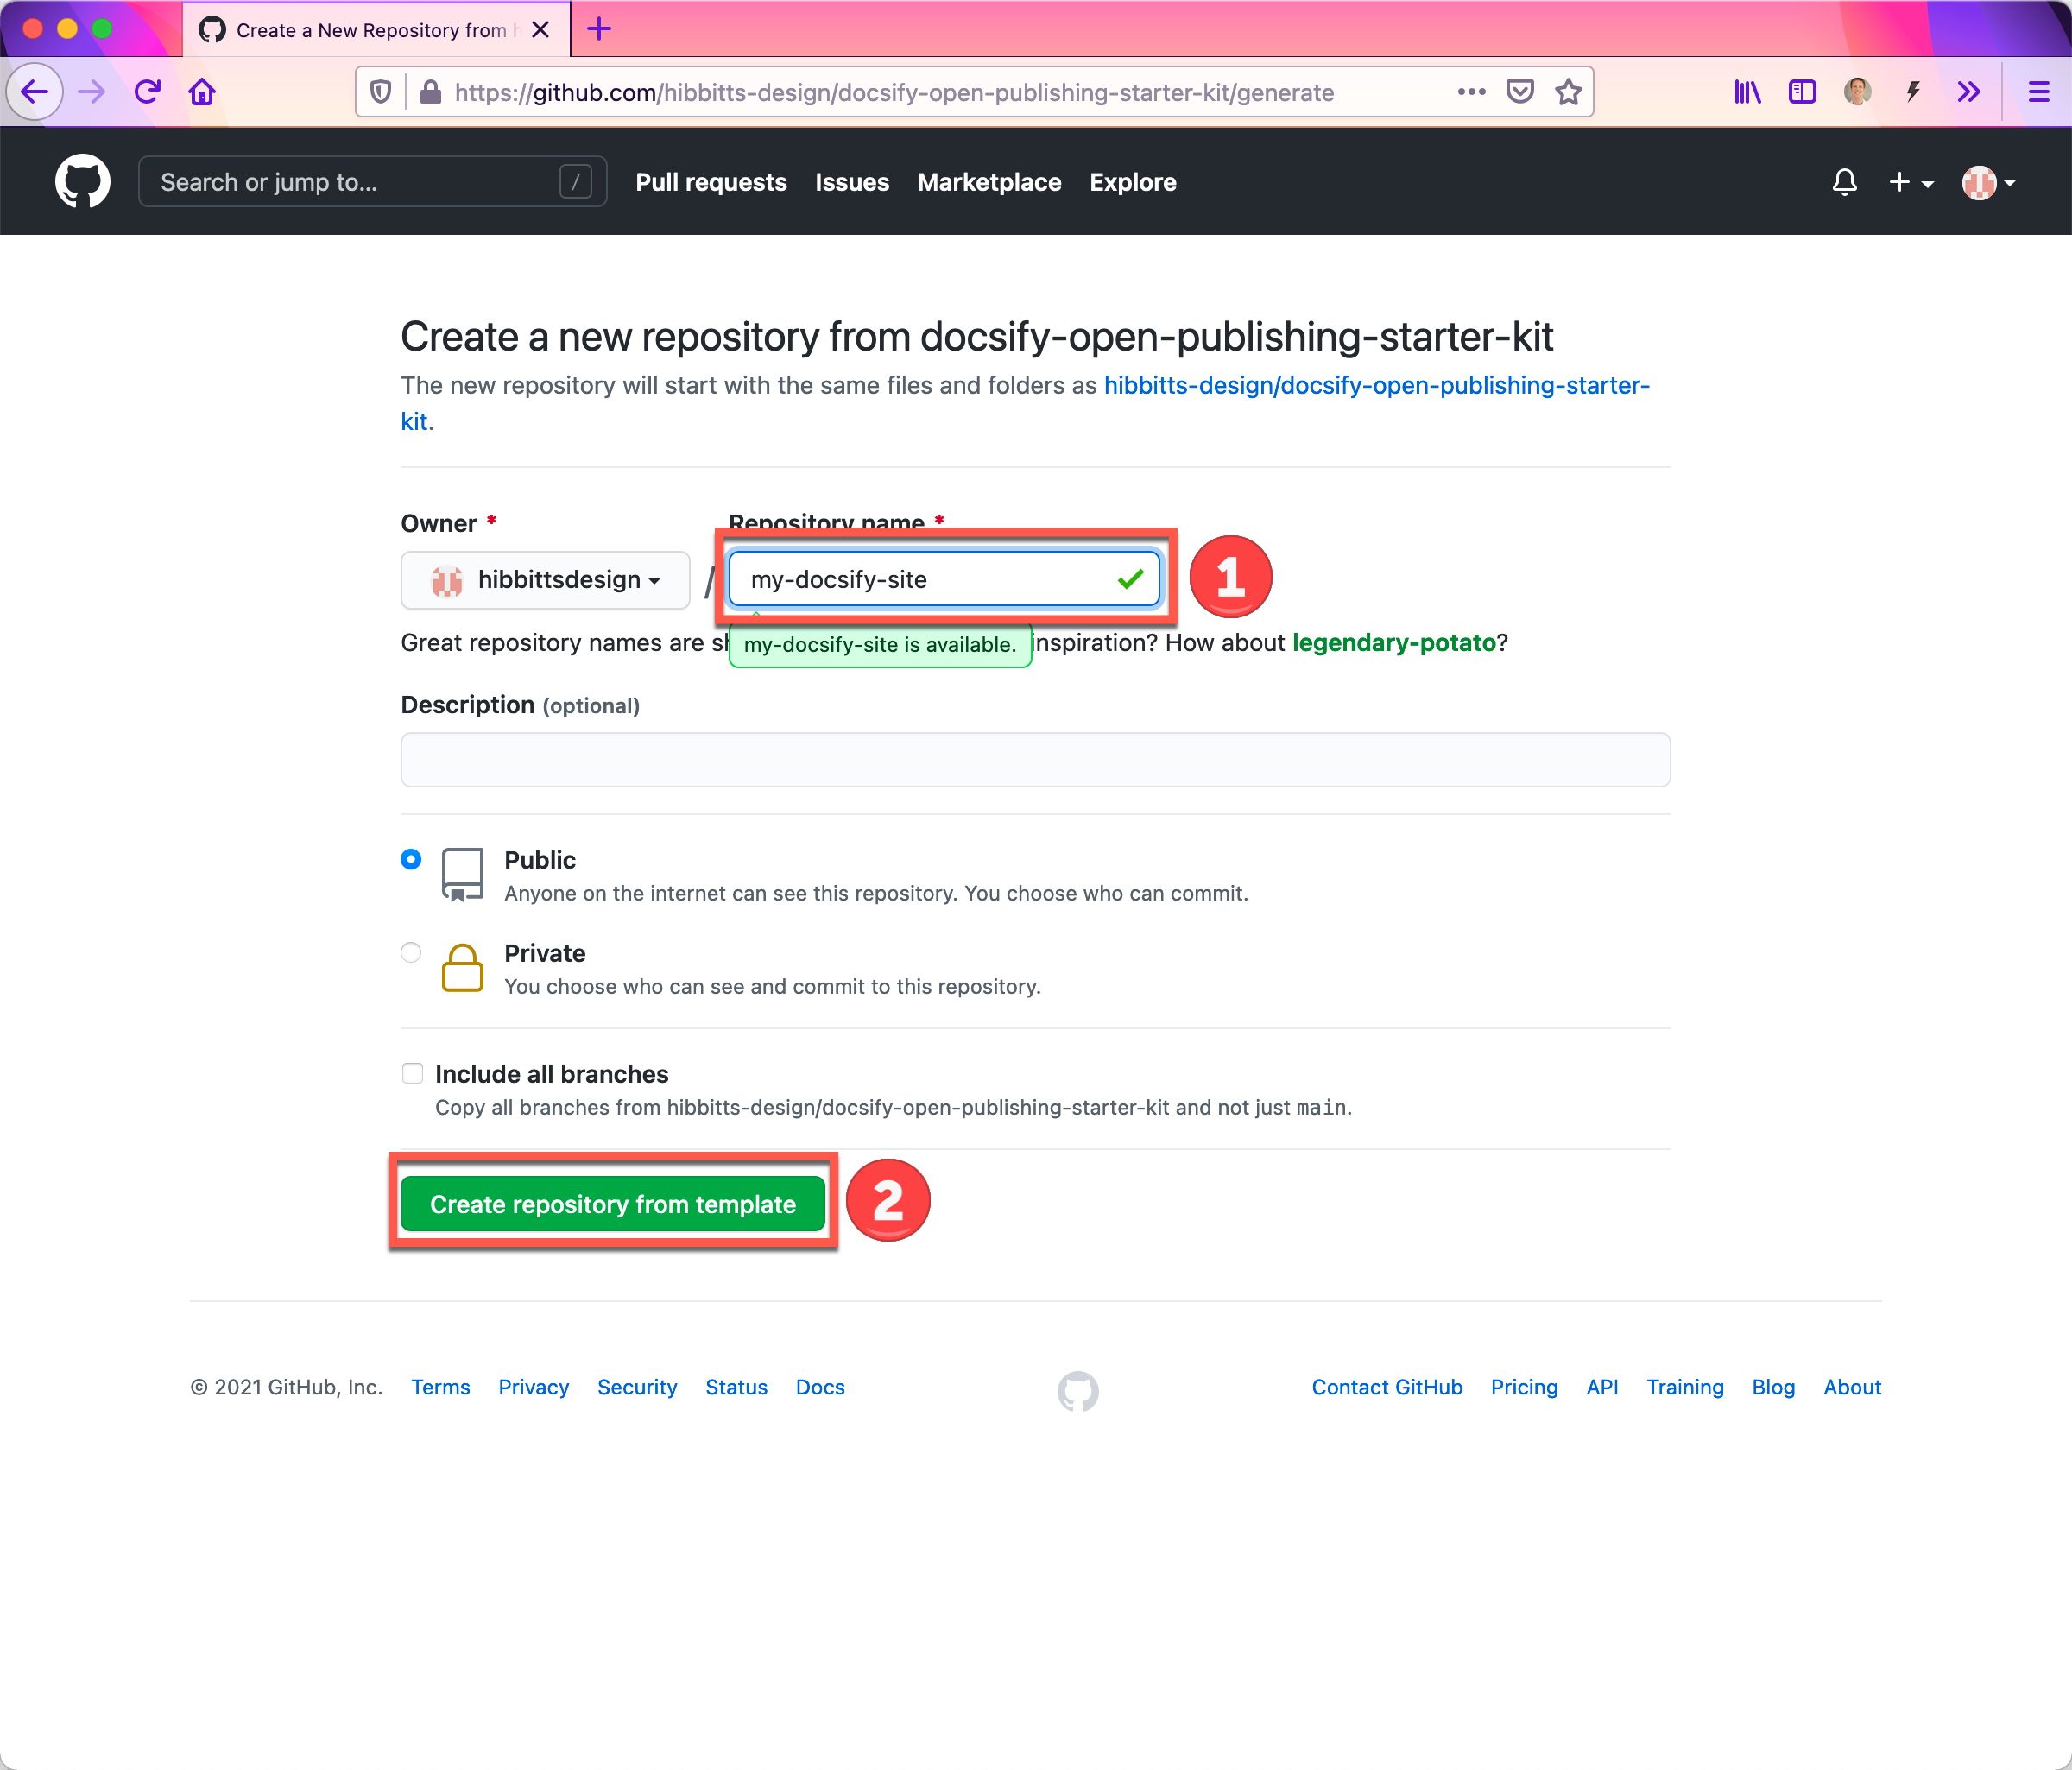 Create a New Repository from
https://github.com/hibbitts-design/docsify-open-publishing-starter-kit/generate
Search or jump to...
/
Pull requests
Issues
Marketplace
Explore
Create a new repository from docsify-open-publishing-starter-kit
The new repository will start with the same files and folders as hibbitts-design/docsify-open-publishing-starter-
kit.
Owner *
Repository name *
hibbittsdesign
/
my-docsify-site
1
Great repository names are
my-docsify-site is available.
inspiration? How about legendary-potato?
Description (optional)
Public
Anyone on the internet can see this repository. You choose who can commit.
Private
You choose who can see and commit to this repository.
Include all branches
Copy all branches from hibbitts-design/docsify-open-publishing-starter-kit and not just main.
Create repository from template
2
© 2021 GitHub, Inc.
Terms
Privacy
Security
Status
Docs
Contact GitHub
Pricing
API
Training
Blog
About